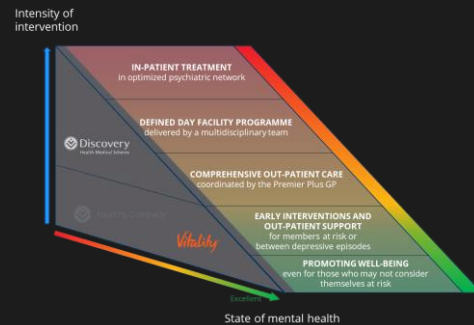 Intensity of
intervention
IN-PATIENT TREATMENT
in optimized psychiatric network
DEFINED DAY FACILITY PROGRAMME
delivered by a multidisciplinary team
Discovery
Health Medical Scheme
COMPREHENSIVE OUT-PATIENT CARE
coordinated by the Premier Plus GP
Healthy Company
EARLY INTERVENTIONS AND
OUT-PATIENT SUPPORT
for members at risk or
between depressive episodes
Vitality
PROMOTING WELL-BEING
even for those who may not consider
themselves at risk
Excellent
State of mental health